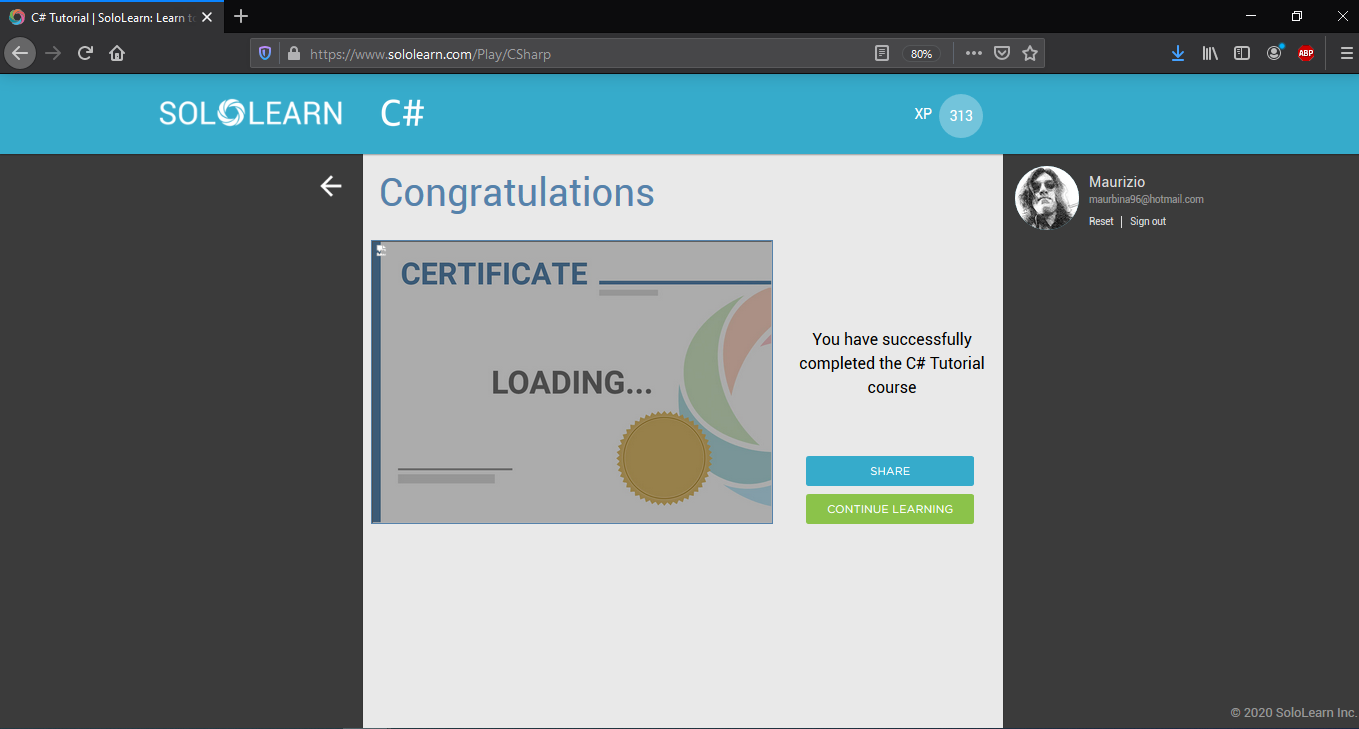 C# Tutorial | SoloLearn: Learn to
https://www.sololearn.com/Play/CSharp
80%
ABP
SOLOLEARN
C#
XP
313
Congratulations
Maurizio
maurbina96@hotmail.com
Reset | Sign out
CERTIFICATE
LOADING...
You have successfully
completed the C# Tutorial
course
SHARE
CONTINUE LEARNING
© 2020 SoloLearn Inc.